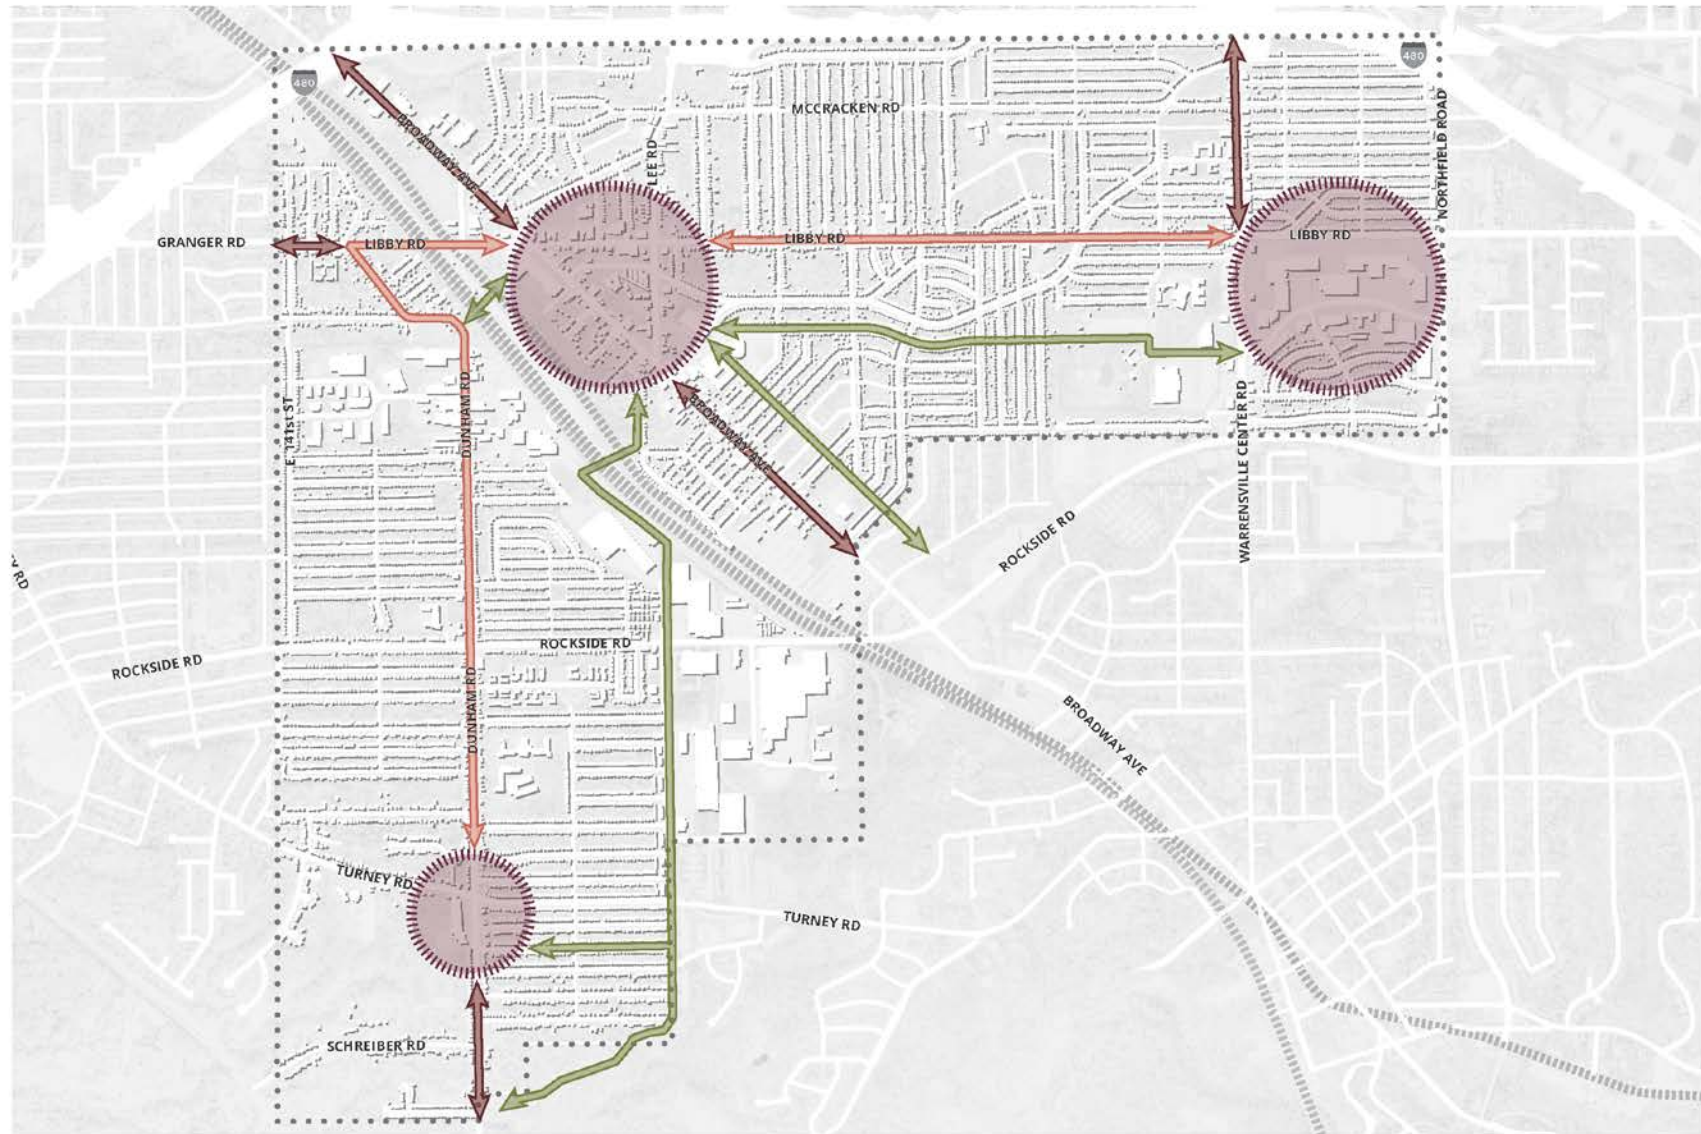 480
480
MCCRACKEN RD
BROADWAY AVE
LEE RD
NORTHFIELD ROAD
GRANGER RD
LIBBY RD
LIBBY RD
LIBBY RD
E 141st ST
DUNHAM RD
BROADWAY AVE
WARRENSVILLE CENTER RD
ROCKSIDE RD
ROCKSIDE RD
ROCKSIDE RD
DUNHAM RD
BROADWAY AVE
TURNEY RD
TURNEY RD
SCHREIBER RD